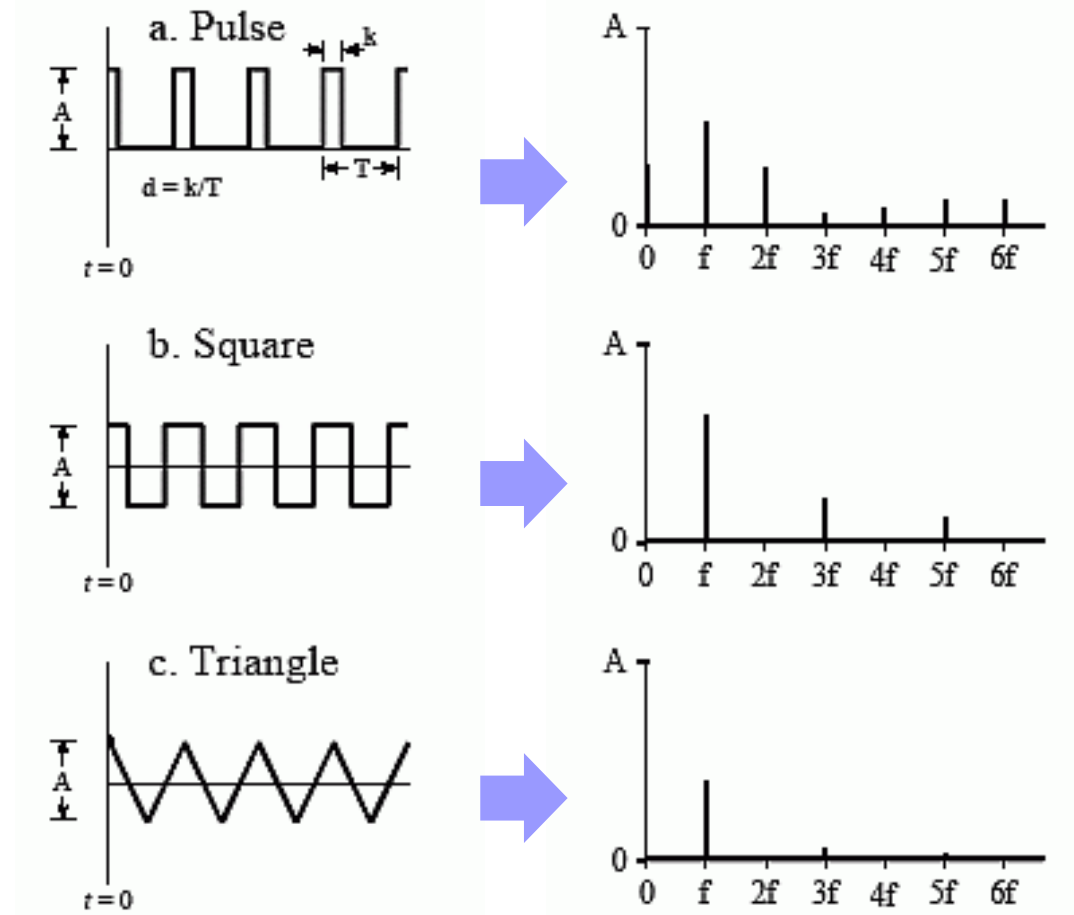 a. Pulse
k
A
T
d = k/T
t = 0
A
0
0 f 2f 3f 4f 5f 6f
b. Square
A
t = 0
A
0
0 f 2f 3f 4f 5f 6f
c. Triangle
A
t = 0
A
0
0 f 2f 3f 4f 5f 6f